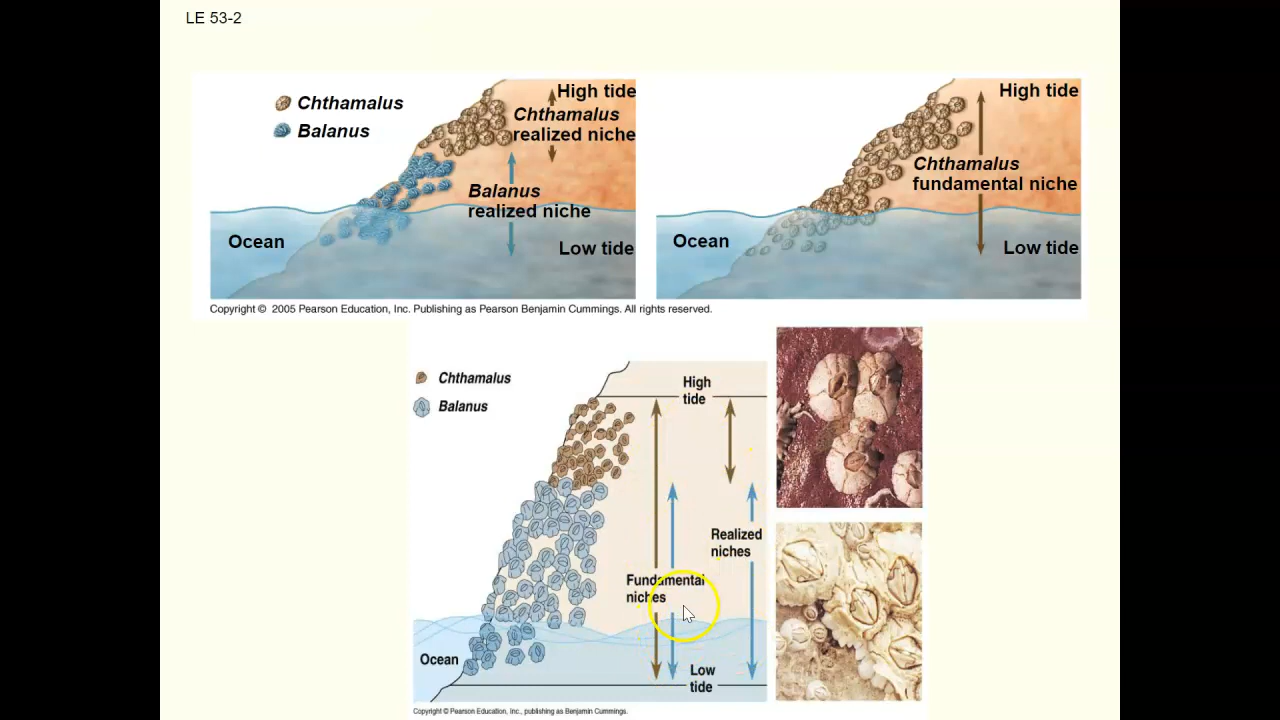 LE 53-2
Chthamalus
Balanus
High tide
Chthamalus
realized niche
Balanus
realized niche
Ocean
Low tide
High tide
Chthamalus
fundamental niche
Ocean
Low tide
Copyright © 2005 Pearson Education, Inc. Publishing as Pearson Benjamin Cummings. All rights reserved.
Chthamalus
Balanus
High
tide
Realized
niches
Fundamental
niches
Ocean
Low
tide
Copyright © Pearson Education, Inc., publishing as Benjamin Cummings.